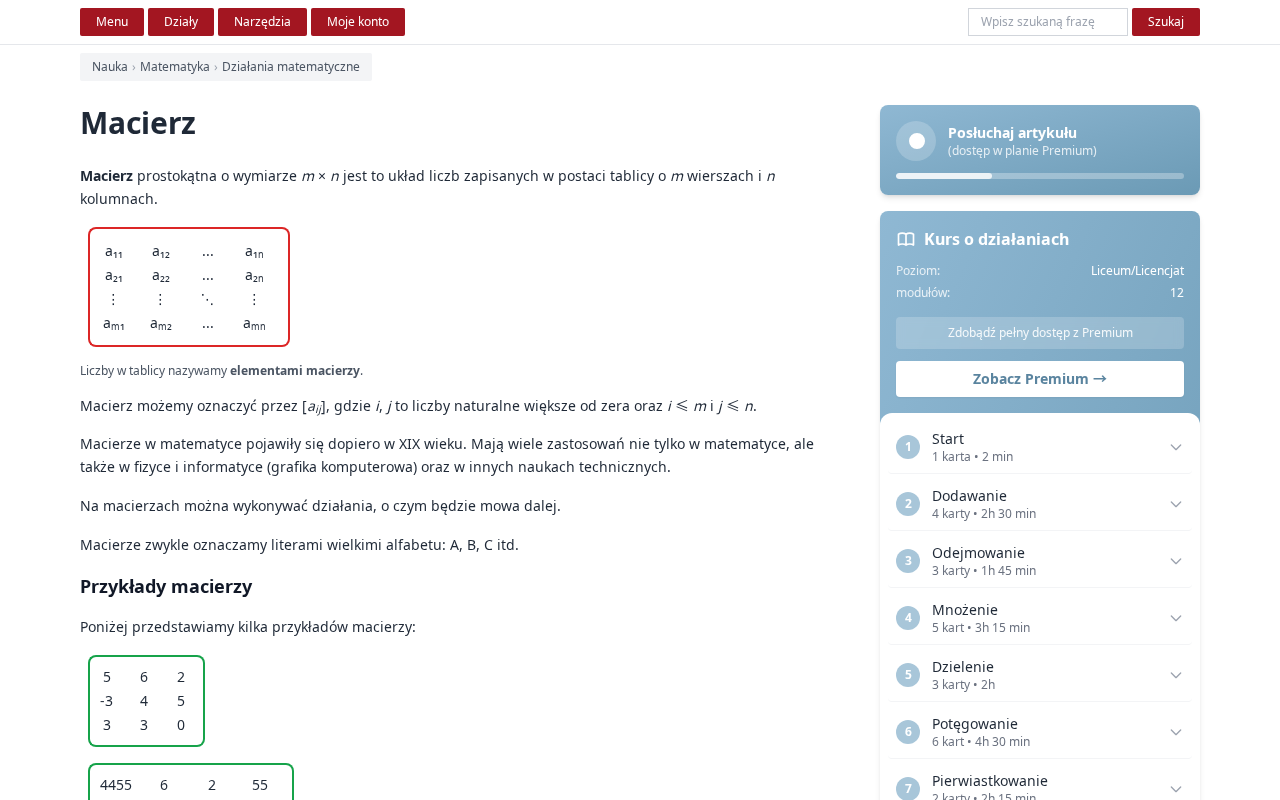 Menu Działy Narzędzia Moje konto Wpisz szukaną frazę Szukaj
Nauka › Matematyka › Działania matematyczne
Macierz
Macierz prostokątna o wymiarze m × n jest to układ liczb zapisanych w postaci tablicy o m wierszach i n
kolumnach.
a₁₁ a₁₂ ... a₁ₙ
a₂₁ a₂₂ ... a₂ₙ
⋮ ⋮ ⋱ ⋮
aₘ₁ aₘ₂ ... aₘₙ
Liczby w tablicy nazywamy elementami macierzy.
Macierz możemy oznaczyć przez [aᵢⱼ], gdzie i, j to liczby naturalne większe od zera oraz i ⩽ m i j ⩽ n.
Macierze w matematyce pojawiły się dopiero w XIX wieku. Mają wiele zastosowań nie tylko w matematyce, ale
także w fizyce i informatyce (grafika komputerowa) oraz w innych naukach technicznych.
Na macierzach można wykonywać działania, o czym będzie mowa dalej.
Macierze zwykle oznaczamy literami wielkimi alfabetu: A, B, C itd.
Przykłady macierzy
Poniżej przedstawiamy kilka przykładów macierzy:
5 6 2
-3 4 5
3 3 0
4455 6 2 55
Posłuchaj artykułu
(dostęp w planie Premium)
Kurs o działaniach
Poziom: Liceum/Licencjat
modułów: 12
Zdobądź pełny dostęp z Premium
Zobacz Premium →
1 Start
1 karta • 2 min
2 Dodawanie
4 karty • 2h 30 min
3 Odejmowanie
3 karty • 1h 45 min
4 Mnożenie
5 kart • 3h 15 min
5 Dzielenie
3 karty • 2h
6 Potęgowanie
6 kart • 4h 30 min
7 Pierwiastkowanie
2 karty • 2h 15 min